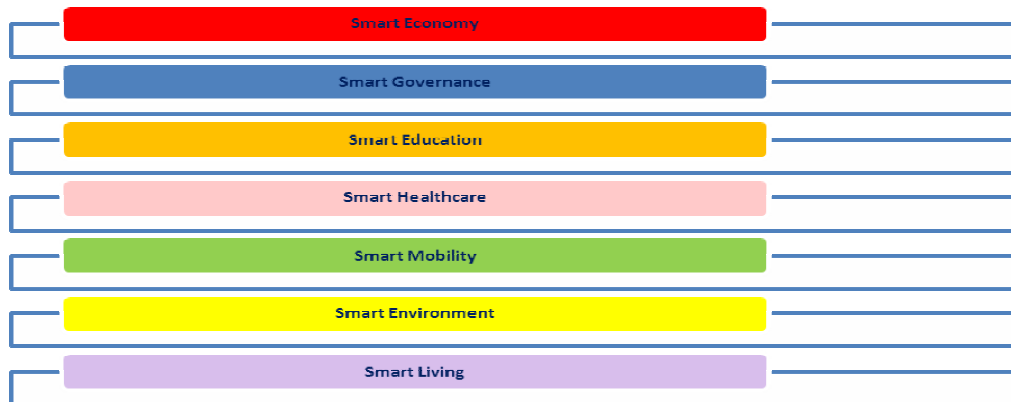 Smart Economy
Smart Governance
Smart Education
Smart Healthcare
Smart Mobility
Smart Environment
Smart Living